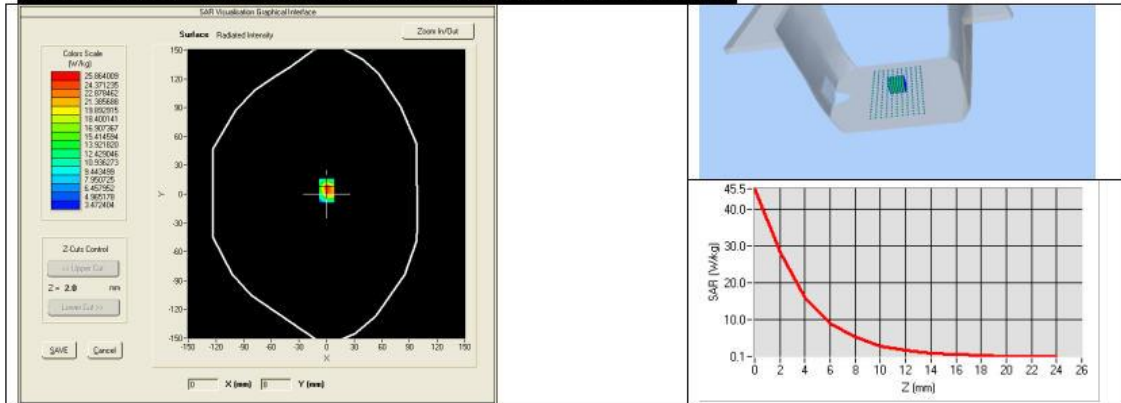 SAR Visualisation Graphical Interface
Surface Radiated Intensity
Zoom In/Out
Colors Scale
(W/kg)
25.864009
24.371235
22.878462
21.385688
19.892915
18.400141
16.907367
15.414594
13.921820
12.429046
10.936273
9.443499
7.950725
6.457952
4.965178
3.472404
Z-Cuts Control
<< Upper Cut
Z = 2.0 mm
Lower Cut >>
SAVE Cancel
150
120
90
60
30
0
-30
-60
-90
-120
-150
Y
-150 -120 -90 -60 -30 0 30 60 90 120 150
X
0 X (mm) 0 Y (mm)
45.5
40.0
30.0
20.0
10.0
0.1
SAR (W/kg)
0 2 4 6 8 10 12 14 16 18 20 22 24 26
Z (mm)